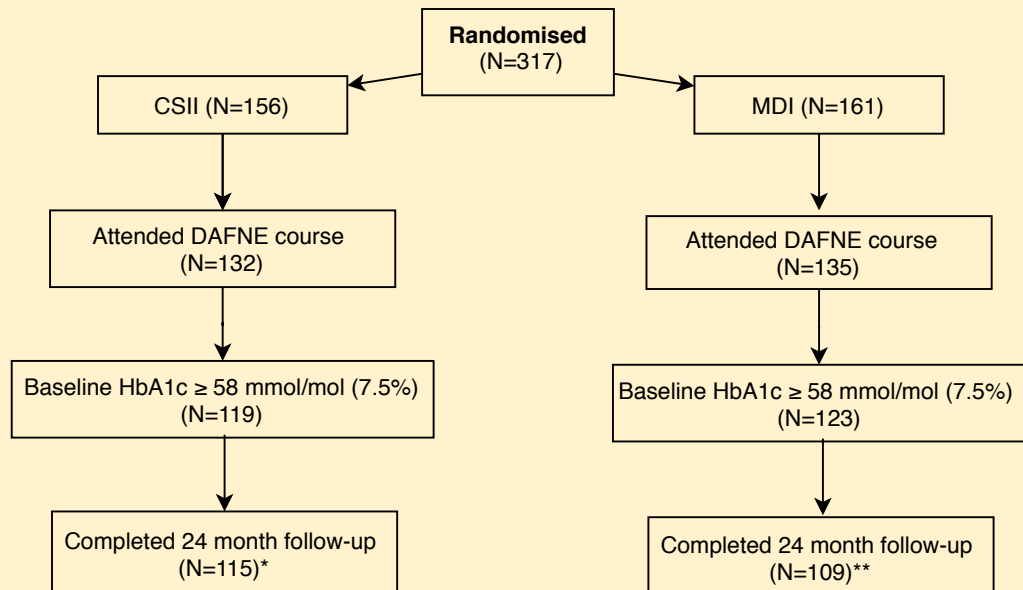 Randomised
(N=317)
CSII (N=156)
MDI (N=161)
Attended DAFNE course
(N=132)
Attended DAFNE course
(N=135)
Baseline HbA1c ≥ 58 mmol/mol (7.5%)
(N=119)
Baseline HbA1c ≥ 58 mmol/mol (7.5%)
(N=123)
Completed 24 month follow-up
(N=115)*
Completed 24 month follow-up
(N=109)**